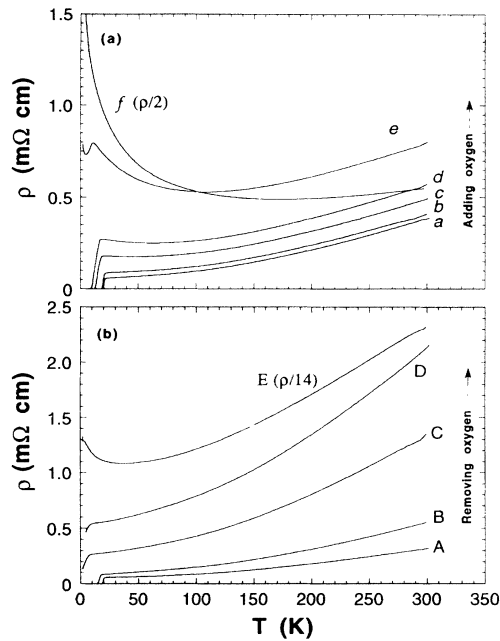 (a)
1.5
1.0
0.5
0
ρ (mΩ cm)
f (ρ/2)
e
d
c
b
a
Adding oxygen
(b)
2.5
2.0
1.5
1.0
0.5
0.0
ρ (mΩ cm)
E (ρ/14)
D
C
B
A
Removing oxygen
0 50 100 150 200 250 300 350
T (K)